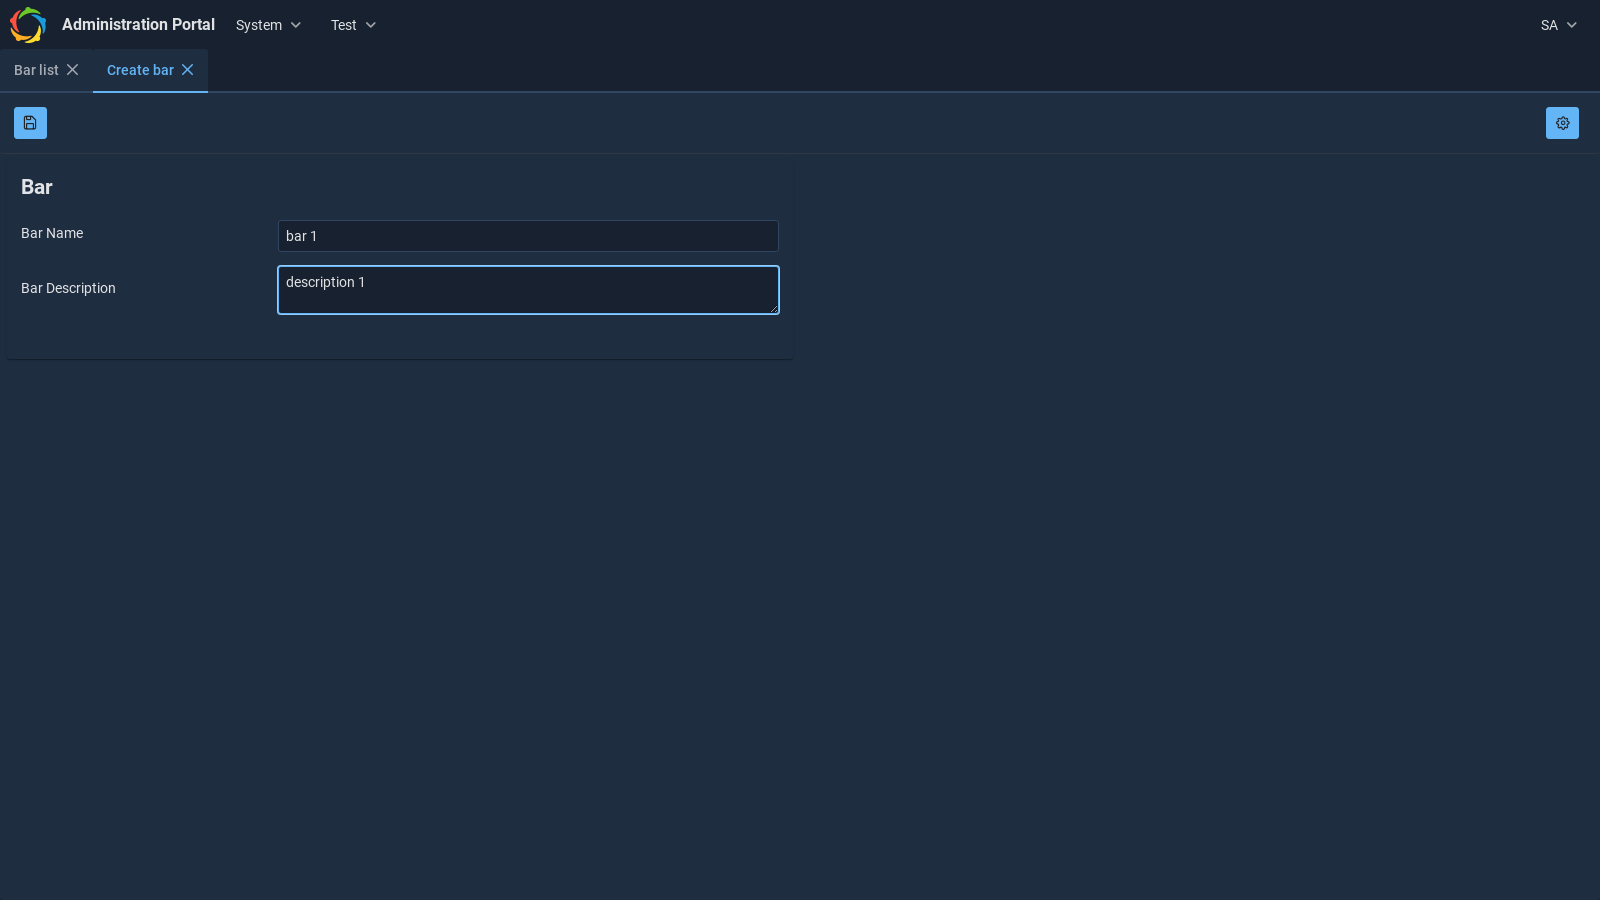 Administration Portal System Test SA
Bar list Create bar
Bar
Bar Name bar 1
Bar Description description 1